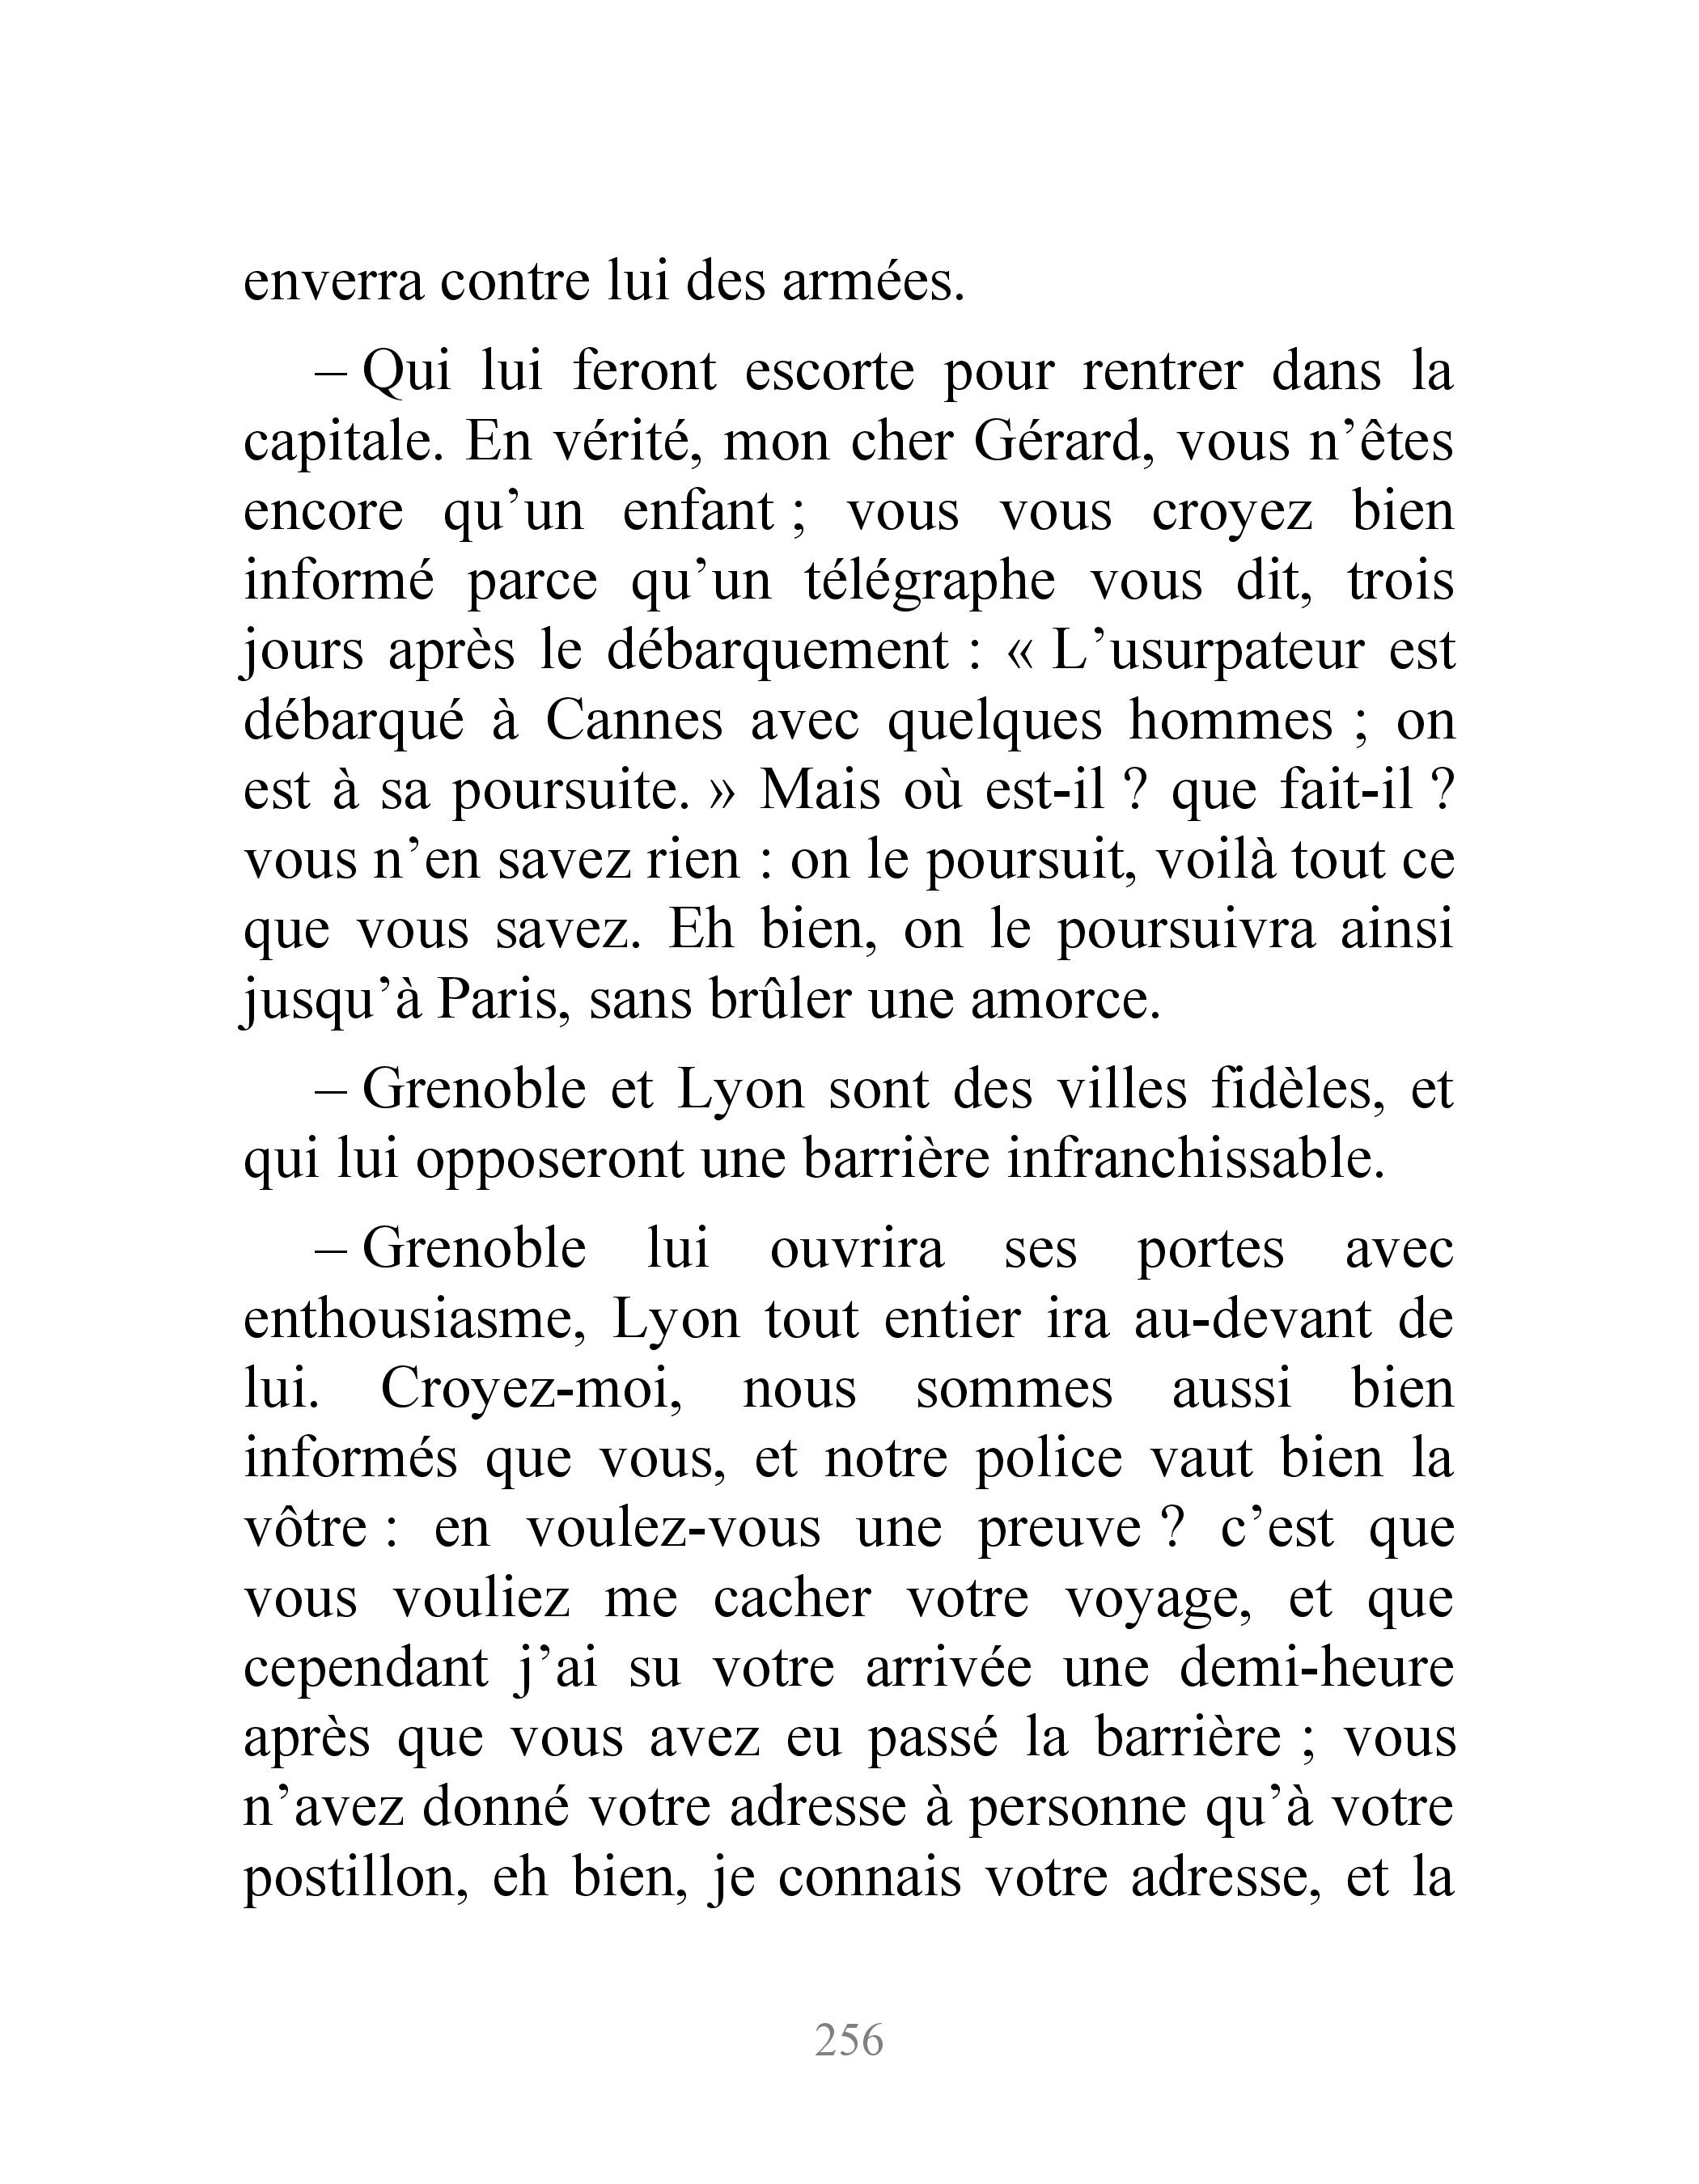 enverra contre lui des armées.
– Qui lui feront escorte pour rentrer dans la
capitale. En vérité, mon cher Gérard, vous n’êtes
encore qu’un enfant ; vous vous croyez bien
informé parce qu’un télégraphe vous dit, trois
jours après le débarquement : « L’usurpateur est
débarqué à Cannes avec quelques hommes ; on
est à sa poursuite. » Mais où est-il ? que fait-il ?
vous n’en savez rien : on le poursuit, voilà tout ce
que vous savez. Eh bien, on le poursuivra ainsi
jusqu’à Paris, sans brûler une amorce.
– Grenoble et Lyon sont des villes fidèles, et
qui lui opposeront une barrière infranchissable.
– Grenoble lui ouvrira ses portes avec
enthousiasme, Lyon tout entier ira au-devant de
lui. Croyez-moi, nous sommes aussi bien
informés que vous, et notre police vaut bien la
vôtre : en voulez-vous une preuve ? c’est que
vous vouliez me cacher votre voyage, et que
cependant j’ai su votre arrivée une demi-heure
après que vous avez eu passé la barrière ; vous
n’avez donné votre adresse à personne qu’à votre
postillon, eh bien, je connais votre adresse, et la
256